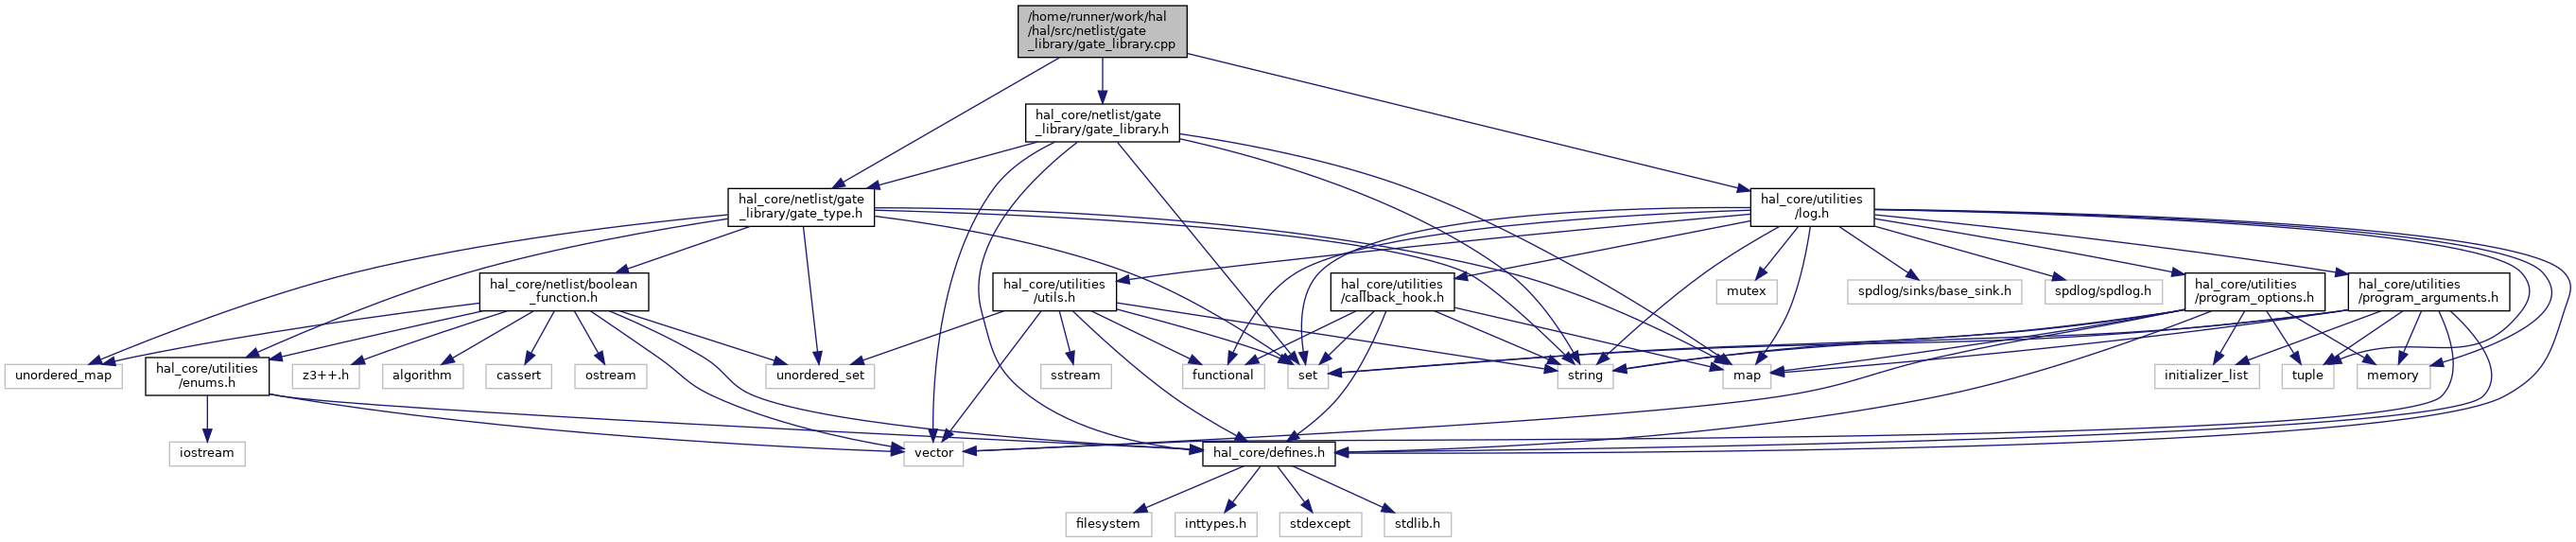 /home/runner/work/hal
/hal/src/netlist/gate
_library/gate_library.cpp
hal_core/netlist/gate
_library/gate_library.h
hal_core/netlist/gate
_library/gate_type.h
hal_core/utilities
/log.h
hal_core/netlist/boolean
_function.h
hal_core/utilities
/utils.h
hal_core/utilities
/callback_hook.h
mutex
spdlog/sinks/base_sink.h
spdlog/spdlog.h
hal_core/utilities
/program_options.h
hal_core/utilities
/program_arguments.h
unordered_map
hal_core/utilities
/enums.h
z3++.h
algorithm
cassert
ostream
unordered_set
sstream
functional
set
string
map
initializer_list
tuple
memory
iostream
vector
hal_core/defines.h
filesystem
inttypes.h
stdexcept
stdlib.h